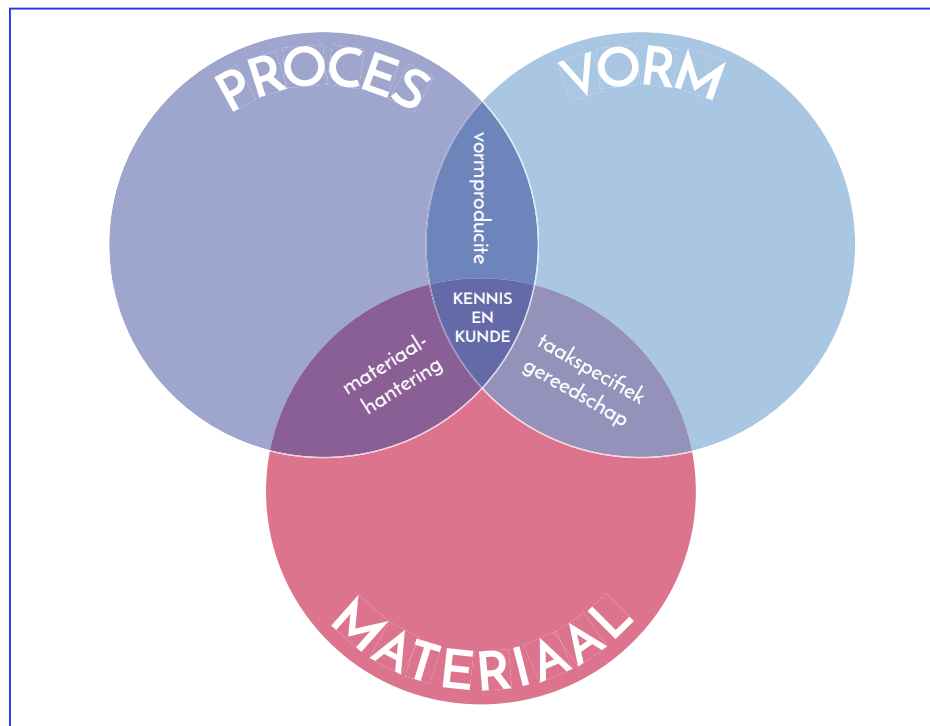 PROCES
VORM
vormproducite
KENNIS
EN
KUNDE
materiaal-
hantering
taakspecifiek
gereedschap
MATERIAAL